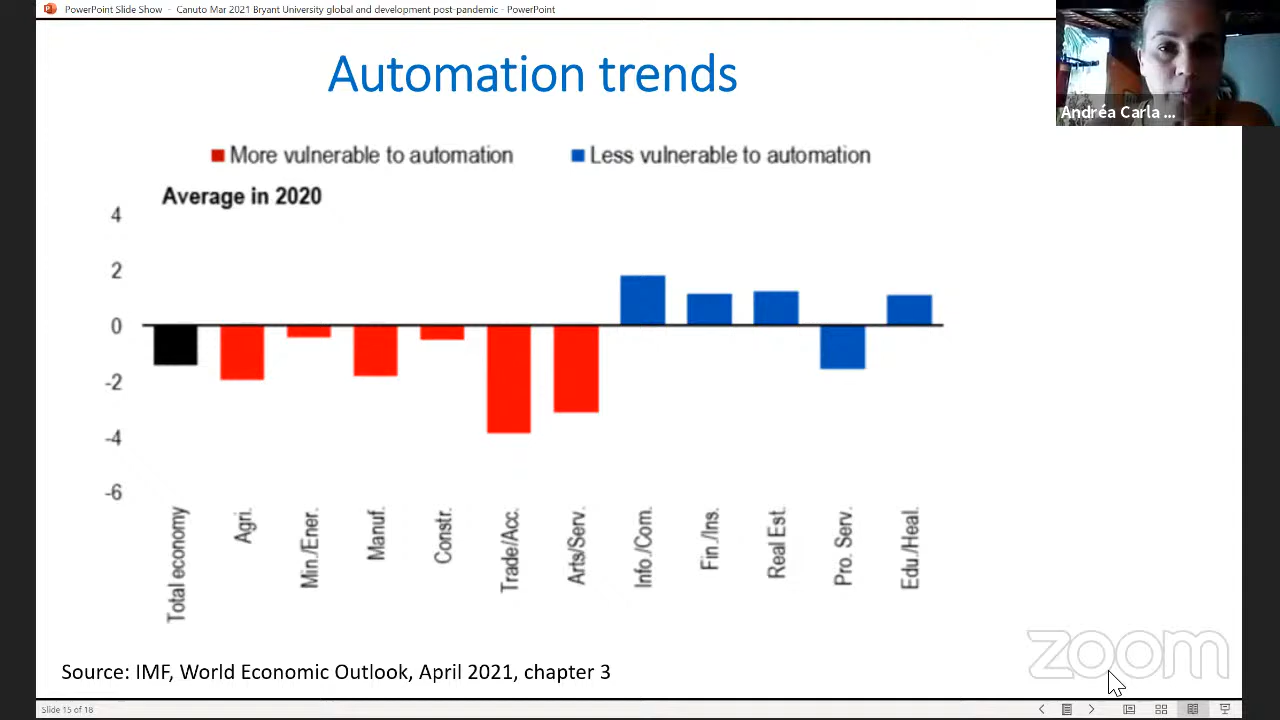 PowerPoint Slide Show - Canuto Mar 2021 Bryant University global and development post-pandemic - PowerPoint
Andréa Carla ...
Automation trends
More vulnerable to automation
Less vulnerable to automation
Average in 2020
4
2
0
-2
-4
-6
Total economy
Agri.
Min./Ener.
Manuf.
Constr.
Trade/Acc.
Arts/Serv.
Info./Com.
Fin./Ins.
Real Est.
Pro. Serv.
Edu./Heal.
Source: IMF, World Economic Outlook, April 2021, chapter 3
zoom
Slide 15 of 18